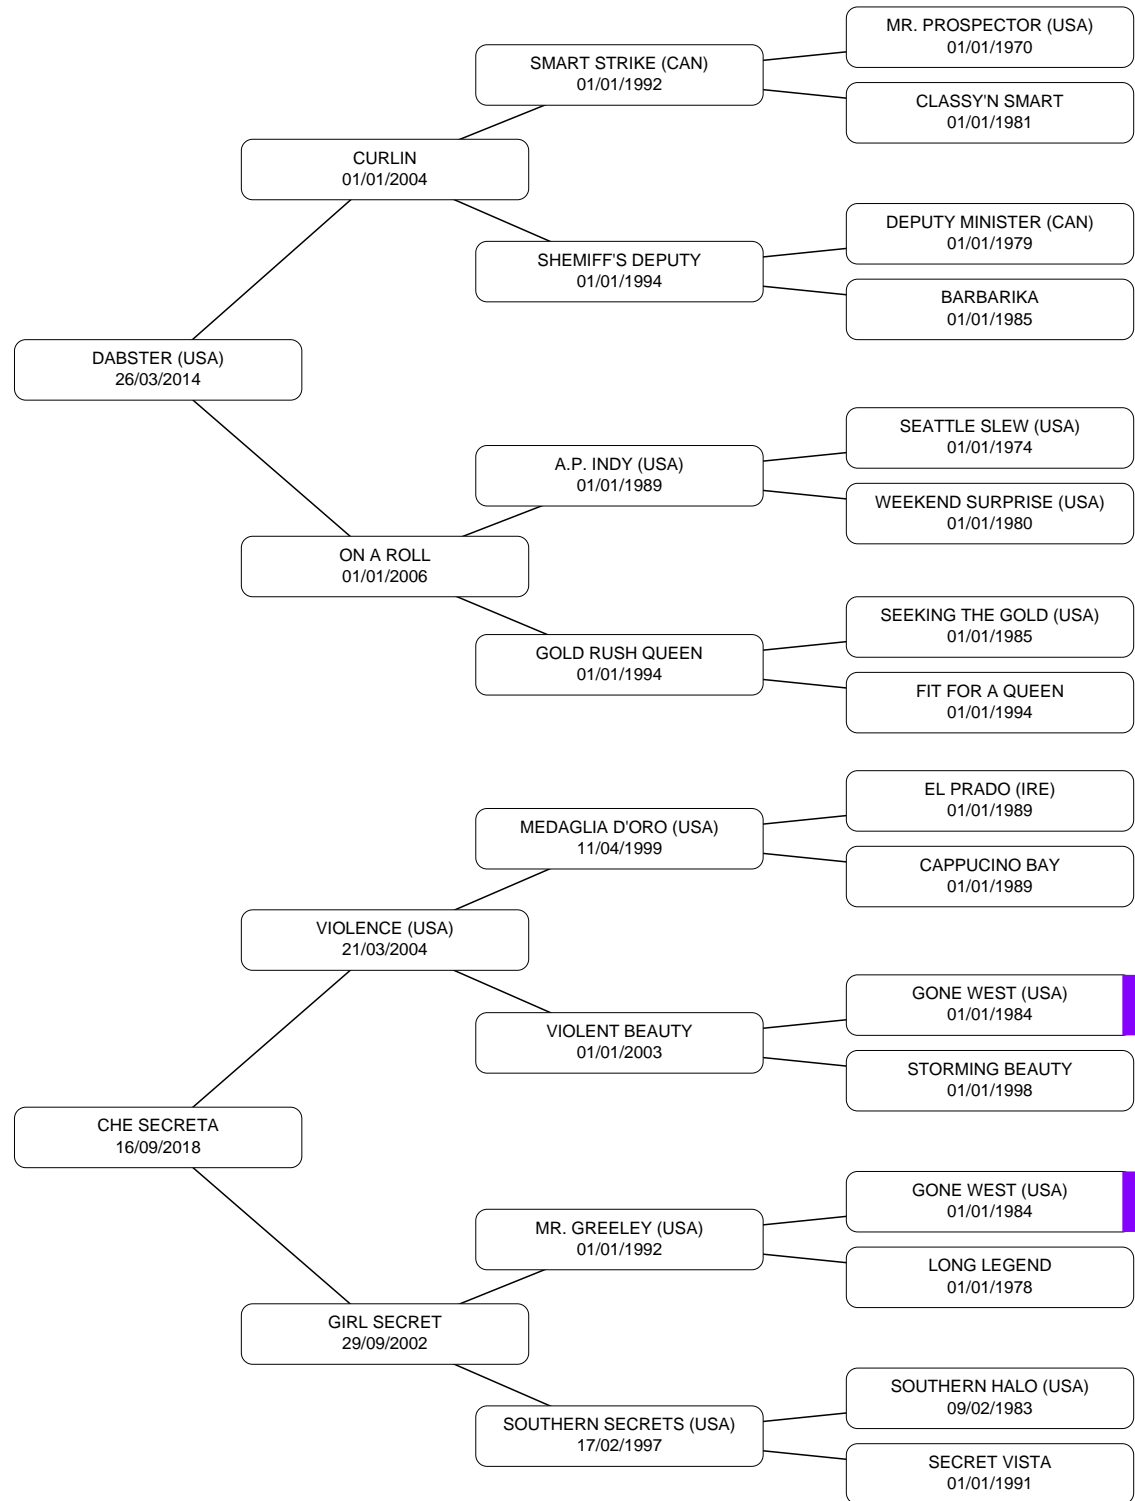 MR. PROSPECTOR (USA)
01/01/1970
SMART STRIKE (CAN)
01/01/1992
CLASSY'N SMART
01/01/1981
CURLIN
01/01/2004
DEPUTY MINISTER (CAN)
01/01/1979
SHEMIFF'S DEPUTY
01/01/1994
BARBARIKA
01/01/1985
DABSTER (USA)
26/03/2014
SEATTLE SLEW (USA)
01/01/1974
A.P. INDY (USA)
01/01/1989
WEEKEND SURPRISE (USA)
01/01/1980
ON A ROLL
01/01/2006
SEEKING THE GOLD (USA)
01/01/1985
GOLD RUSH QUEEN
01/01/1994
FIT FOR A QUEEN
01/01/1994
EL PRADO (IRE)
01/01/1989
MEDAGLIA D'ORO (USA)
11/04/1999
CAPPUCINO BAY
01/01/1989
VIOLENCE (USA)
21/03/2004
GONE WEST (USA)
01/01/1984
VIOLENT BEAUTY
01/01/2003
STORMING BEAUTY
01/01/1998
CHE SECRETA
16/09/2018
GONE WEST (USA)
01/01/1984
MR. GREELEY (USA)
01/01/1992
LONG LEGEND
01/01/1978
GIRL SECRET
29/09/2002
SOUTHERN HALO (USA)
09/02/1983
SOUTHERN SECRETS (USA)
17/02/1997
SECRET VISTA
01/01/1991